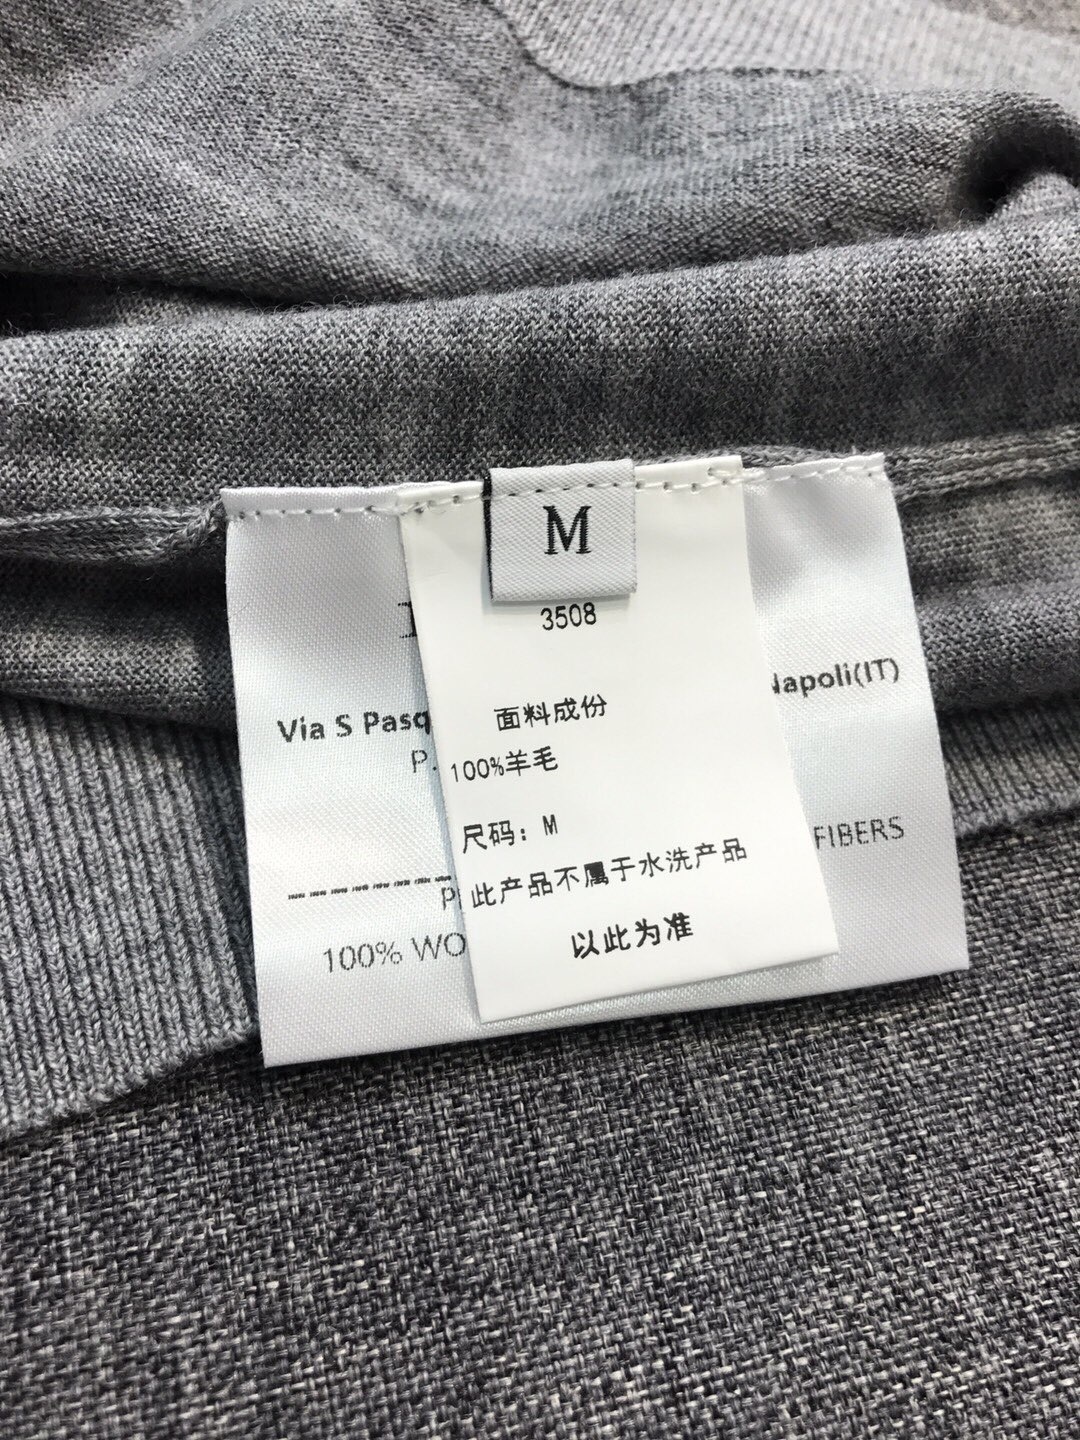 M
3508
面料成份
100%羊毛
尺码: M
此产品不属于水洗产品
以此为准
Via S Pasq
Napoli(IT)
P.
FIBERS
100% WO